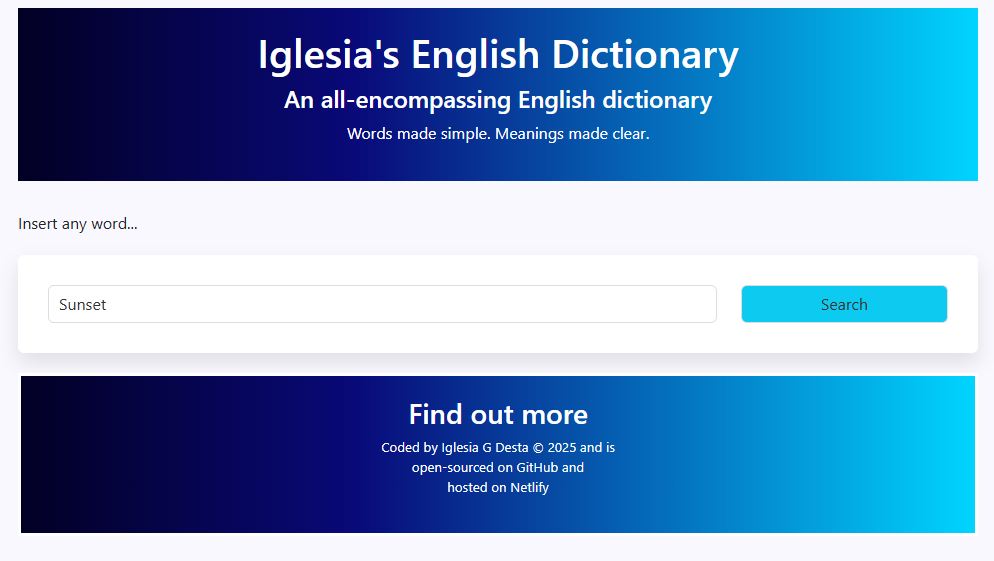 Iglesia's English Dictionary
An all-encompassing English dictionary
Words made simple. Meanings made clear.
Insert any word...
Sunset
Search
Find out more
Coded by Iglesia G Desta © 2025 and is
open-sourced on GitHub and
hosted on Netlify